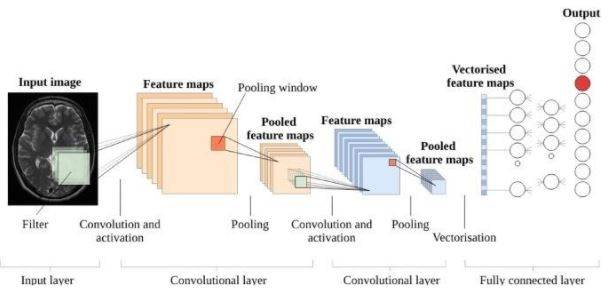 Output
Input image
Feature maps
Pooling window
Vectorised
feature maps
Pooled
feature maps
Feature maps
Pooled
feature maps
Filter
Convolution and
activation
Pooling
Convolution and
activation
Pooling
Vectorisation
Input layer
Convolutional layer
Convolutional layer
Fully connected layer